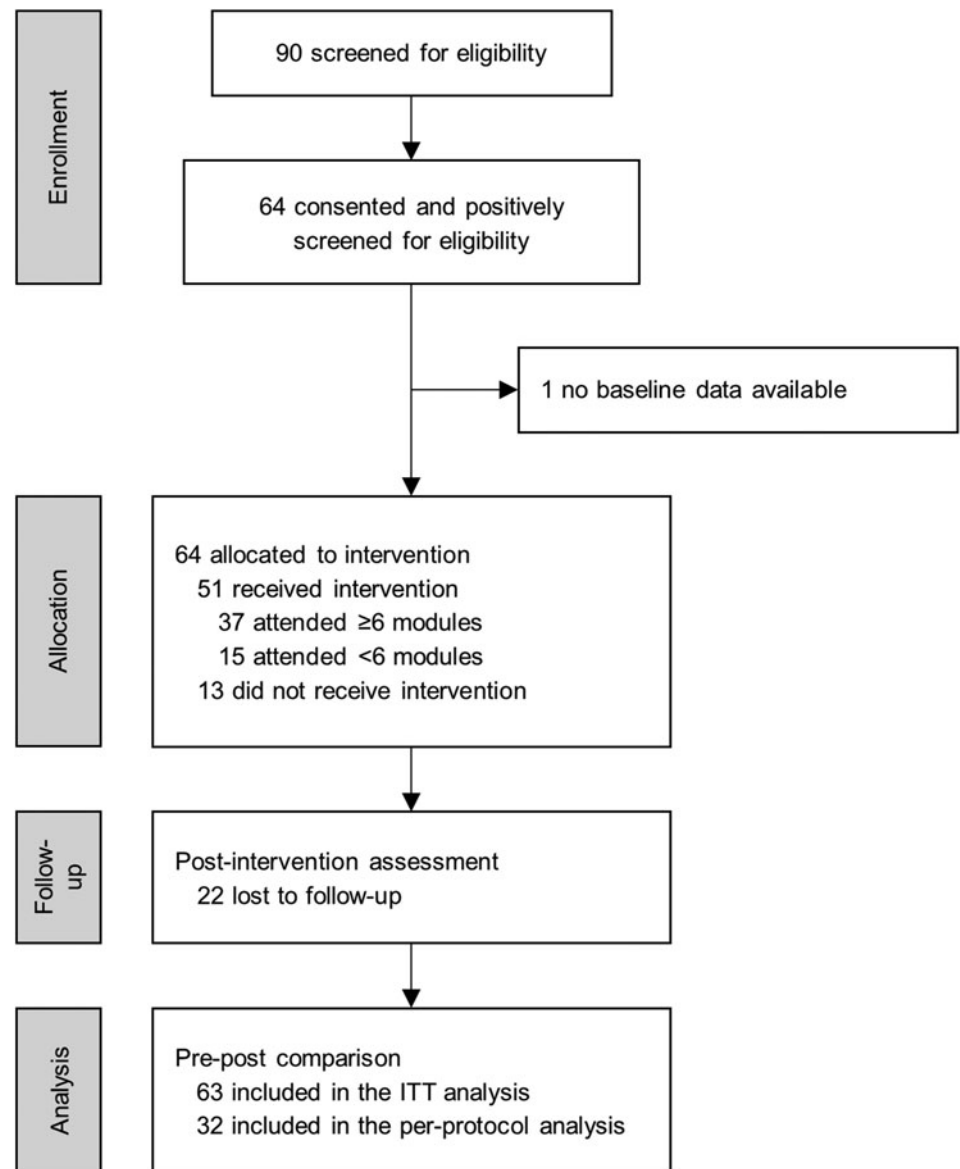 Enrollment
90 screened for eligibility
64 consented and positively
screened for eligibility
1 no baseline data available
Allocation
64 allocated to intervention
51 received intervention
37 attended ≥6 modules
15 attended <6 modules
13 did not receive intervention
Follow-
up
Post-intervention assessment
22 lost to follow-up
Analysis
Pre-post comparison
63 included in the ITT analysis
32 included in the per-protocol analysis